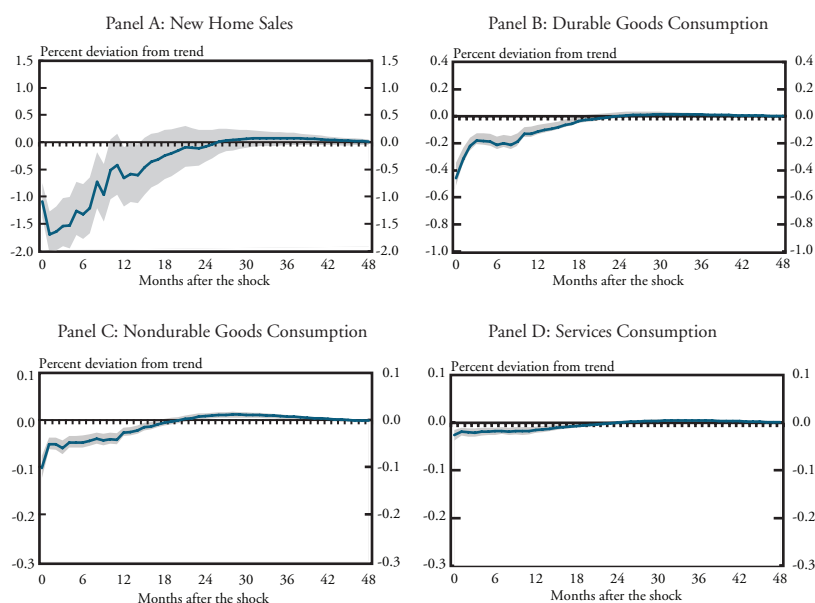 Panel A: New Home Sales
Panel B: Durable Goods Consumption
Percent deviation from trend
Percent deviation from trend
1.5 1.5 0.4 0.4
1.0 1.0 0.2 0.2
0.5 0.5 0.0 0.0
0.0 0.0 -0.2 -0.2
-0.5 -0.5 -0.4 -0.4
-1.0 -1.0 -0.6 -0.6
-1.5 -1.5 -0.8 -0.8
-2.0 -2.0 -1.0 -1.0
0 6 12 18 24 30 36 42 48
0 6 12 18 24 30 36 42 48
Months after the shock
Months after the shock
Panel C: Nondurable Goods Consumption
Panel D: Services Consumption
Percent deviation from trend
Percent deviation from trend
0.1 0.1 0.1 0.1
0.0 0.0 0.0 0.0
-0.1 -0.1 -0.1 -0.1
-0.2 -0.2 -0.2 -0.2
-0.3 -0.3 -0.3 -0.3
0 6 12 18 24 30 36 42 48
0 6 12 18 24 30 36 42 48
Months after the shock
Months after the shock